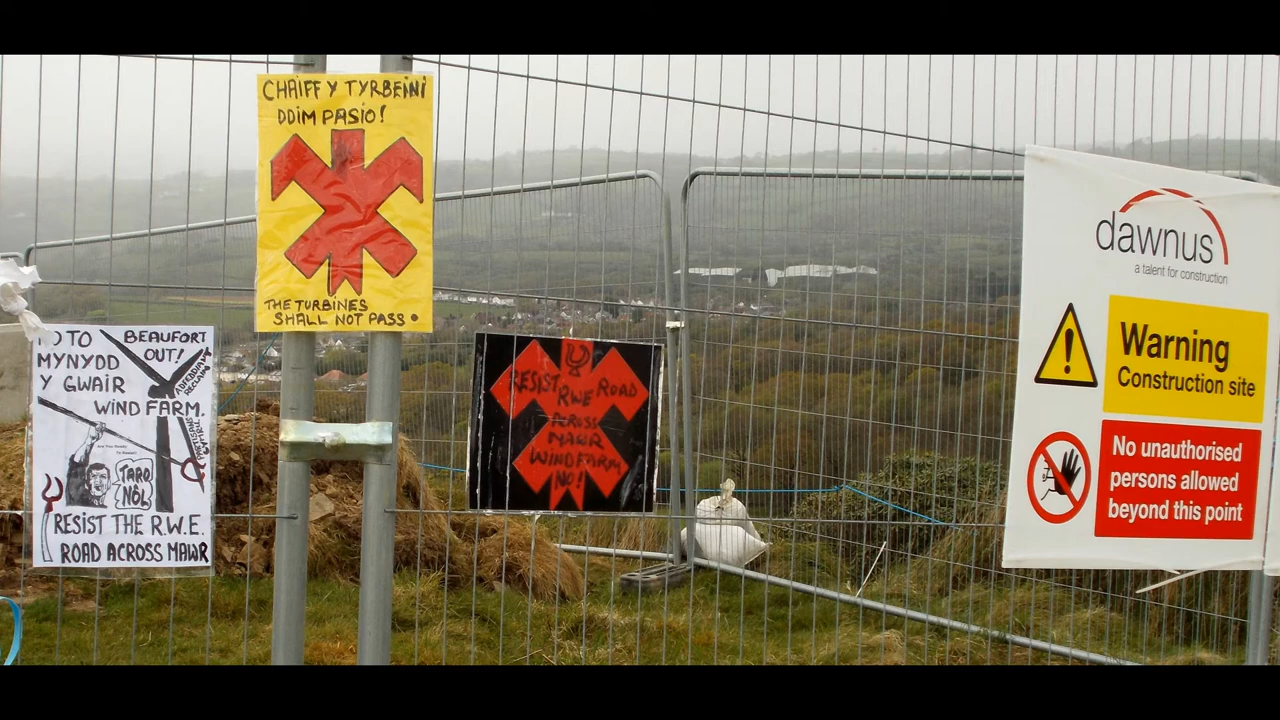 CHAIFF Y TYRBEINI
DDIM PASIO!
THE TURBINES
SHALL NOT PASS
TO
MYNYDD
Y GWAIR
WIND FARM.
BEAUFORT
OUT!
TARO
NÔL
RESIST THE R.W.E.
ROAD ACROSS MAWR
RESIST RWE ROAD
ACROSS
MAWR
WINDFARM
NO!
dawnus
a talent for construction
Warning
Construction site
No unauthorised
persons allowed
beyond this point